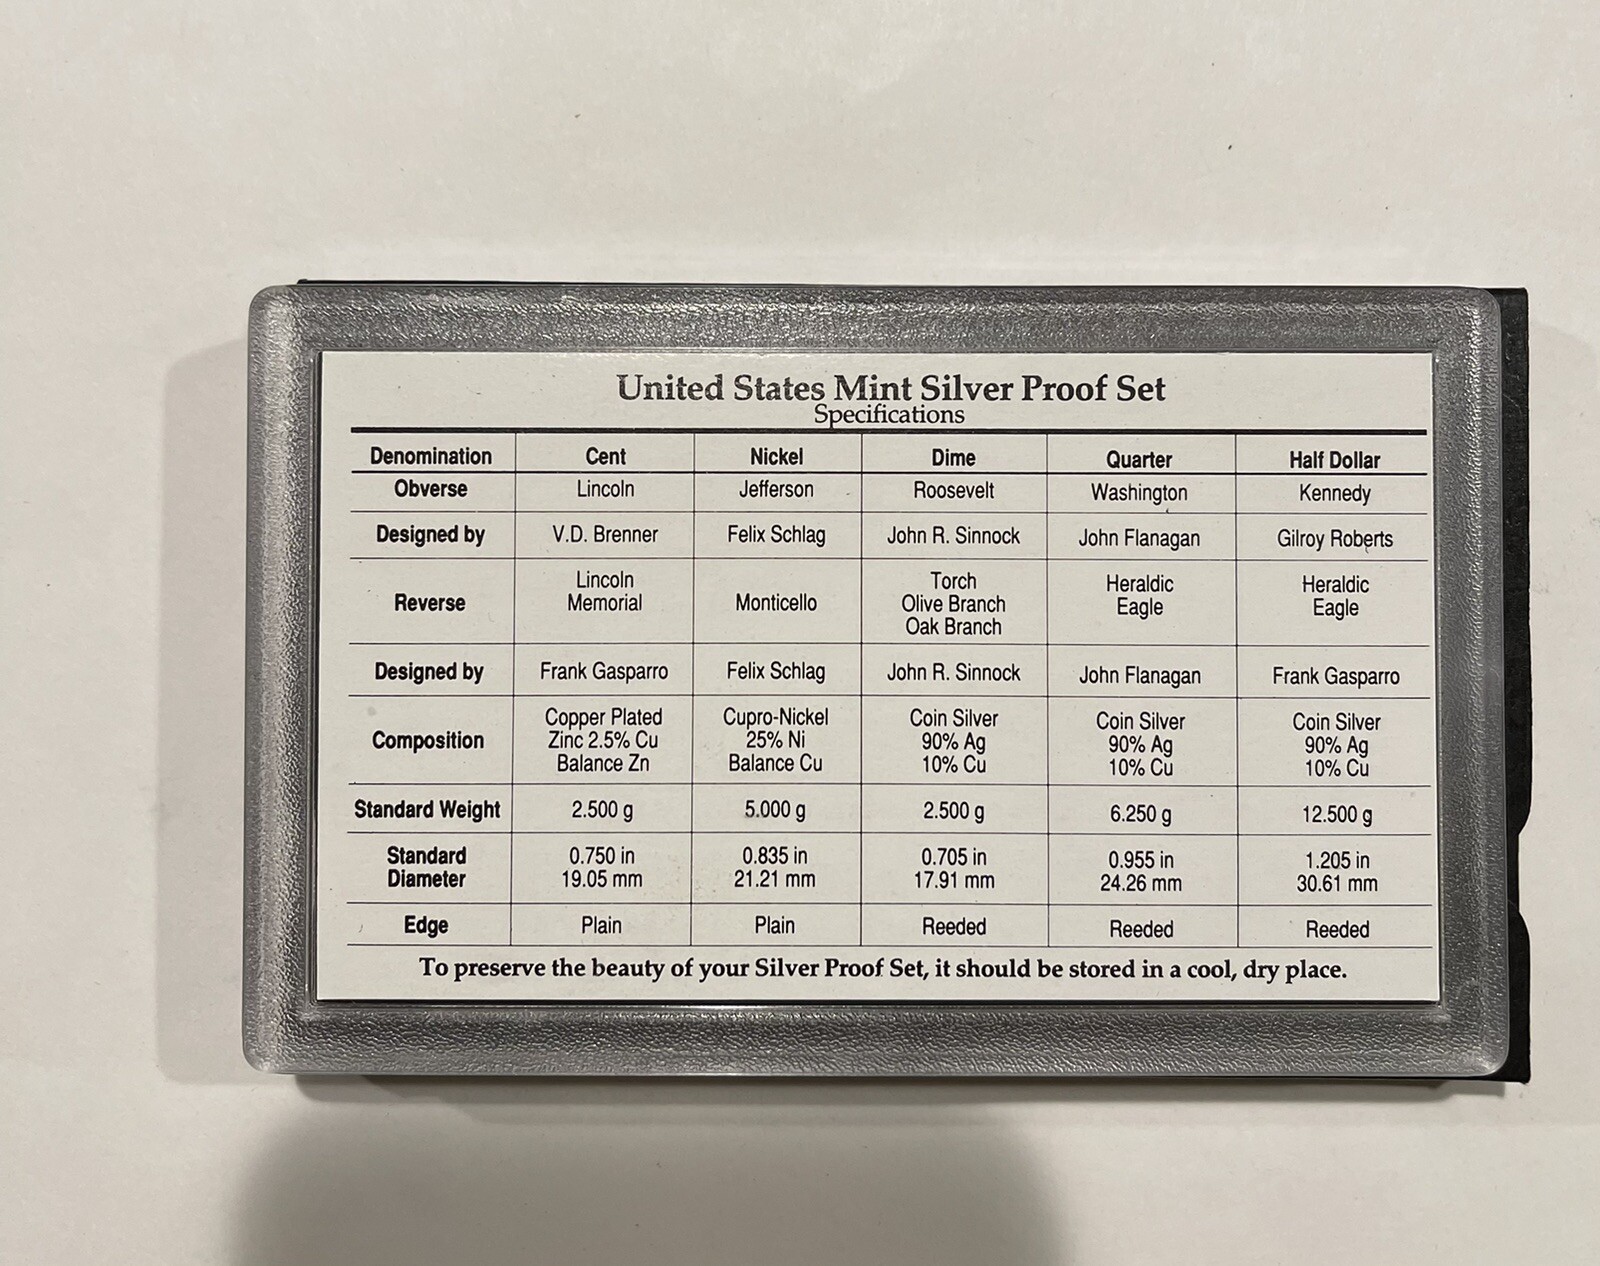 United States Mint Silver Proof Set
Specifications
Denomination Cent Nickel Dime Quarter Half Dollar
Obverse Lincoln Jefferson Roosevelt Washington Kennedy
Designed by V.D. Brenner Felix Schlag John R. Sinnock John Flanagan Gilroy Roberts
Reverse Lincoln Memorial Monticello Torch Olive Branch Oak Branch Heraldic Eagle Heraldic Eagle
Designed by Frank Gasparro Felix Schlag John R. Sinnock John Flanagan Frank Gasparro
Composition Copper Plated Zinc 2.5% Cu Balance Zn Cupro-Nickel 25% Ni Balance Cu Coin Silver 90% Ag 10% Cu Coin Silver 90% Ag 10% Cu Coin Silver 90% Ag 10% Cu
Standard Weight 2.500 g 5.000 g 2.500 g 6.250 g 12.500 g
Standard Diameter 0.750 in 19.05 mm 0.835 in 21.21 mm 0.705 in 17.91 mm 0.955 in 24.26 mm 1.205 in 30.61 mm
Edge Plain Plain Reeded Reeded Reeded
To preserve the beauty of your Silver Proof Set, it should be stored in a cool, dry place.